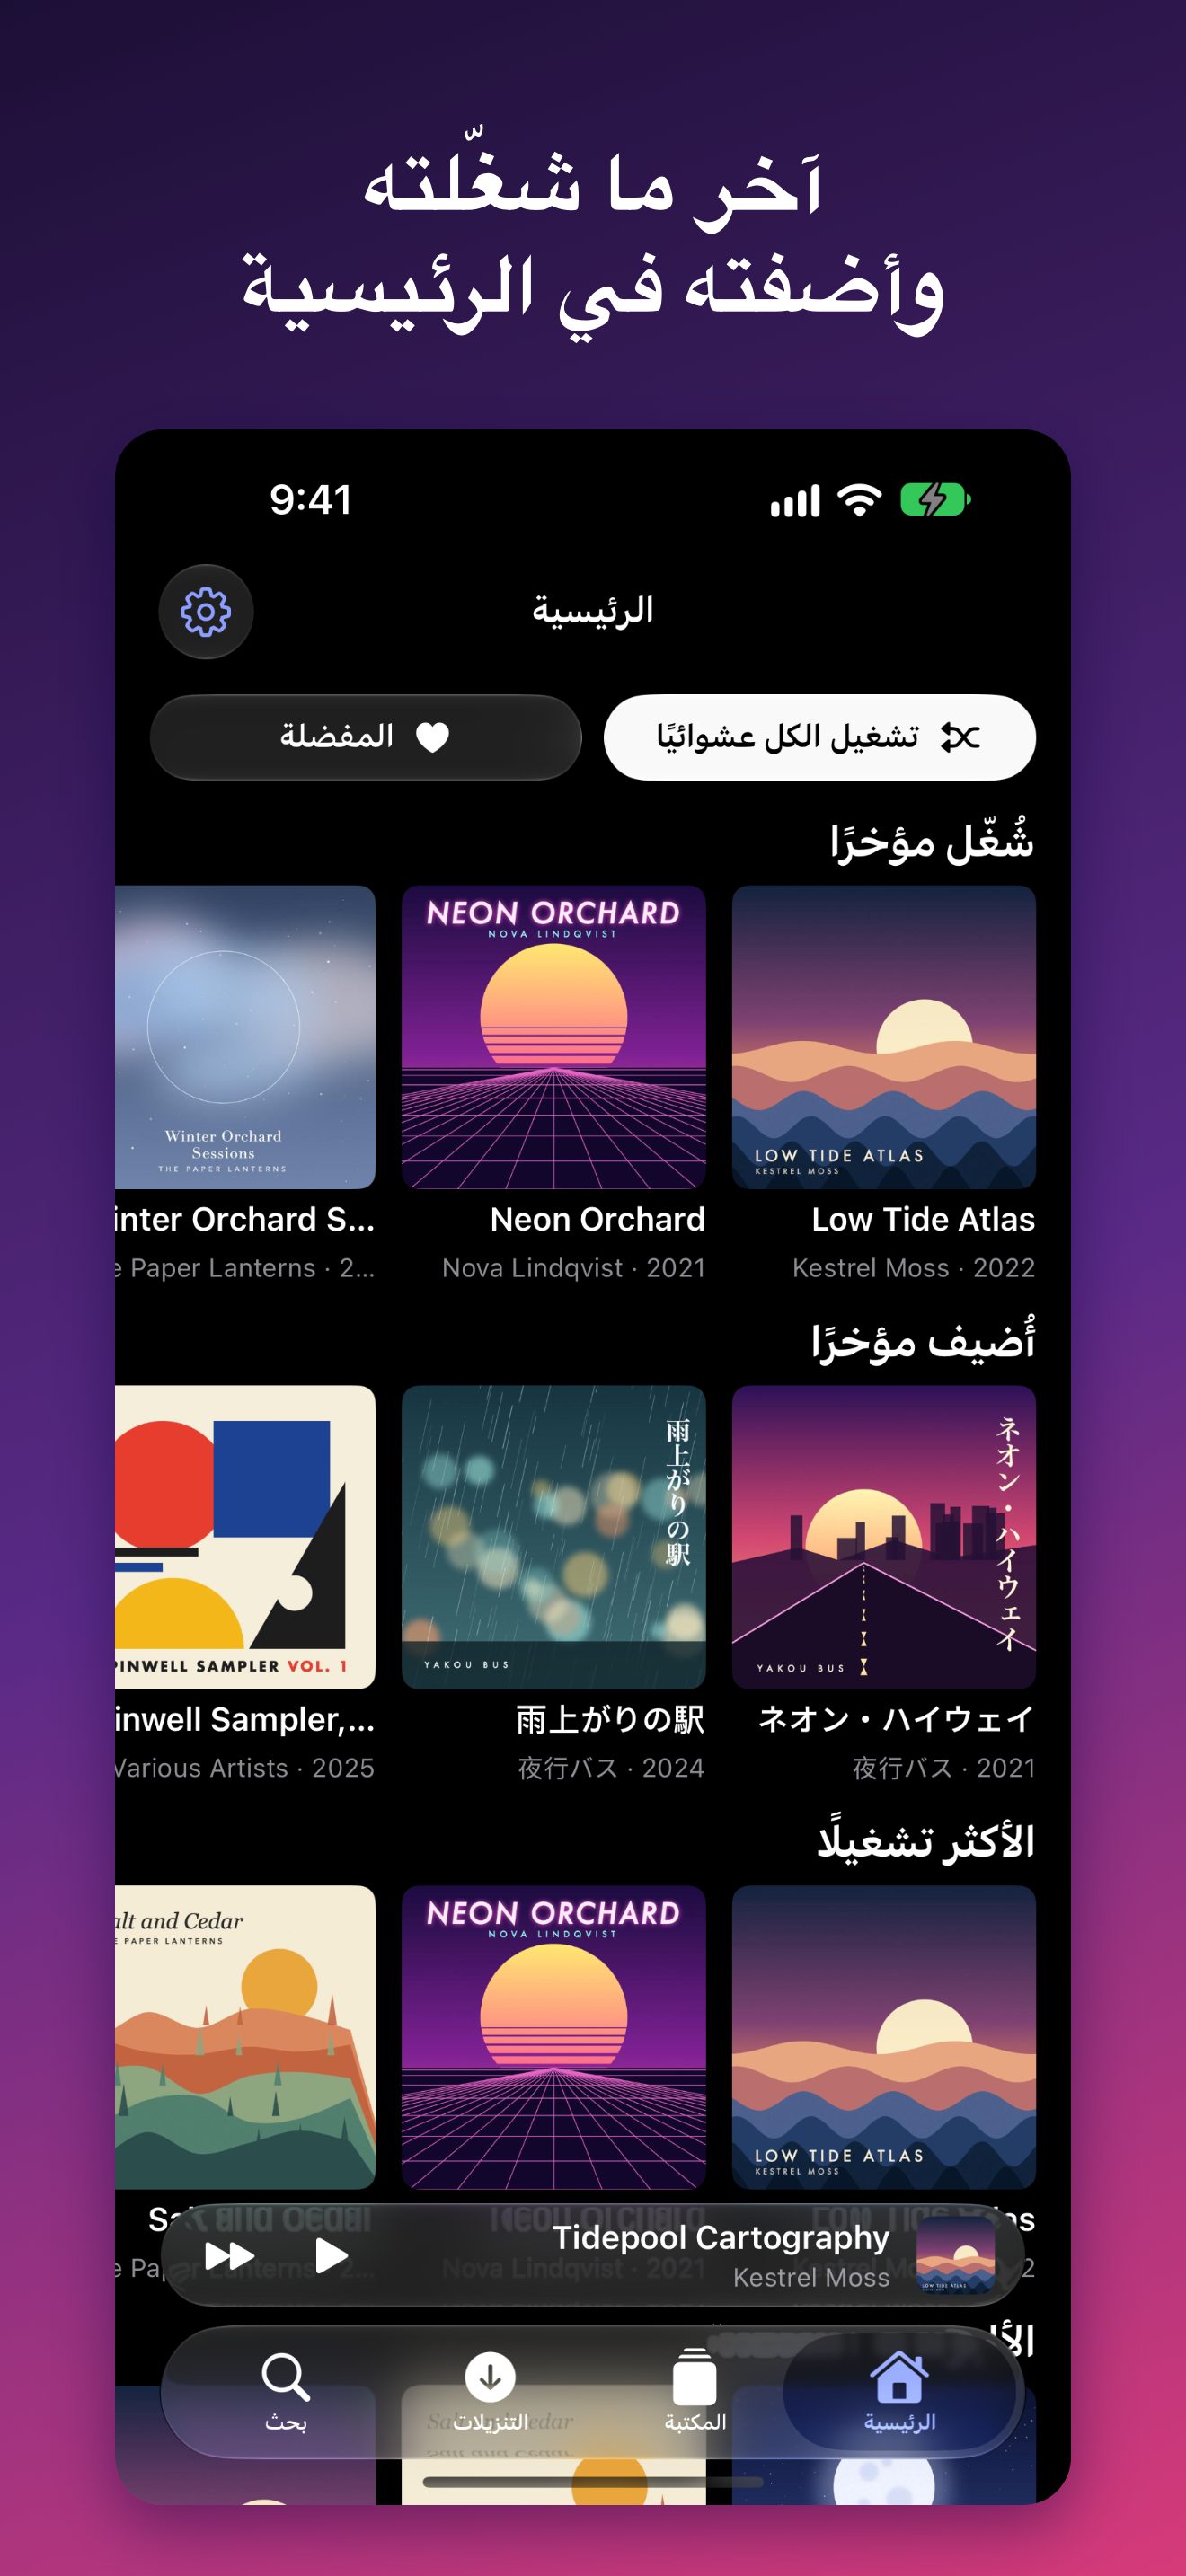 آخر ما شغّلته
وأضفته في الرئيسية
9:41
الرئيسية
تشغيل الكل عشوائيًا
المفضلة
شُغّل مؤخرًا
LOW TIDE ATLAS
KESTREL MOSS
Low Tide Atlas
Kestrel Moss · 2022
NEON ORCHARD
NOVA LINDQVIST
Neon Orchard
Nova Lindqvist · 2021
Winter Orchard
Sessions
THE PAPER LANTERNS
inter Orchard S...
e Paper Lanterns · 2...
أُضيف مؤخرًا
ネオン・ハイウェイ
YAKOU BUS
ネオン・ハイウェイ
夜行バス · 2021
雨上がりの駅
YAKOU BUS
雨上がりの駅
夜行バス · 2024
PINWELL SAMPLER VOL. 1
inwell Sampler,...
Various Artists · 2025
الأكثر تشغيلًا
LOW TIDE ATLAS
KESTREL MOSS
NEON ORCHARD
NOVA LINDQVIST
alt and Cedar
E PAPER LANTERNS
Nova Lindqvist · 2021
Tidepool Cartography
Kestrel Moss
LOW TIDE ATLAS
الرئيسية
المكتبة
التنزيلات
بحث